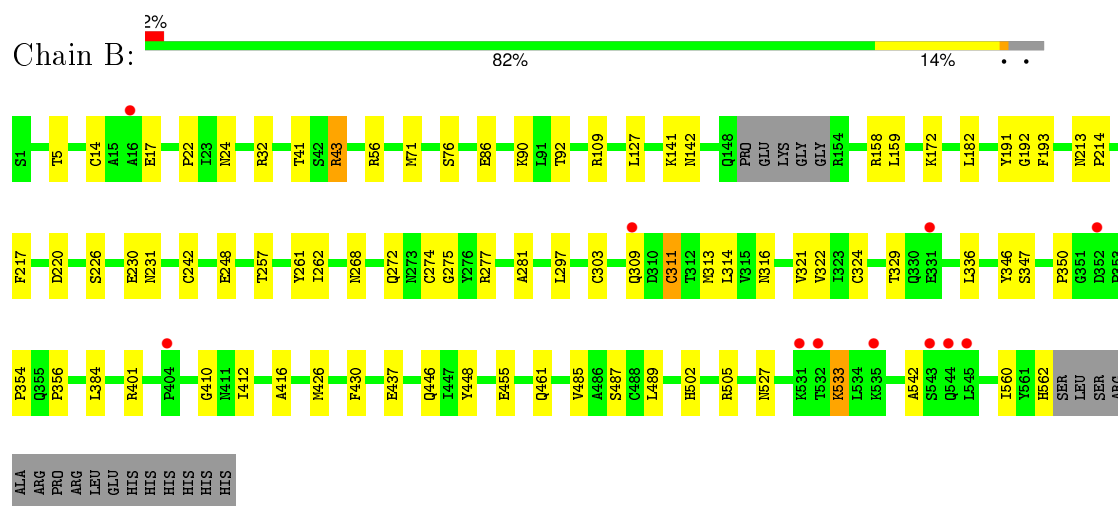 2%
Chain B:
82% 14% • •
S1 T5 C14 A15 A16 E17 P22 I23 N24 R32 T41 S42 R43 R56 M71 S76 E86 K90 L91 T92 R109 L127 K141 N142 Q148 PRO GLU LYS GLY GLY R154 R158 L159 K172 L182 Y191 G192 F193 N213 P214
F217 D220 S226 E230 N231 C242 E248 T257 Y261 I262 N268 Q272 N273 C274 G275 Y276 R277 A281 L297 C303 Q309 D310 C311 T312 M313 L314 V315 N316 V321 V322 I323 C324 T329 Q330 E331 L336 Y346 S347 P350 G351 D352
P354 Q355 P356 L384 R401 P404 G410 N411 I412 A416 M426 F430 E437 Q446 I447 Y448 E455 Q461 V485 A486 S487 C488 L489 H502 R505 N527 K531 T532 K533 L534 K535 A542 S543 Q544 L545 I560 Y561 H562 SER LEU SER ARG
ALA ARG PRO ARG LEU GLU HIS HIS HIS HIS HIS HIS